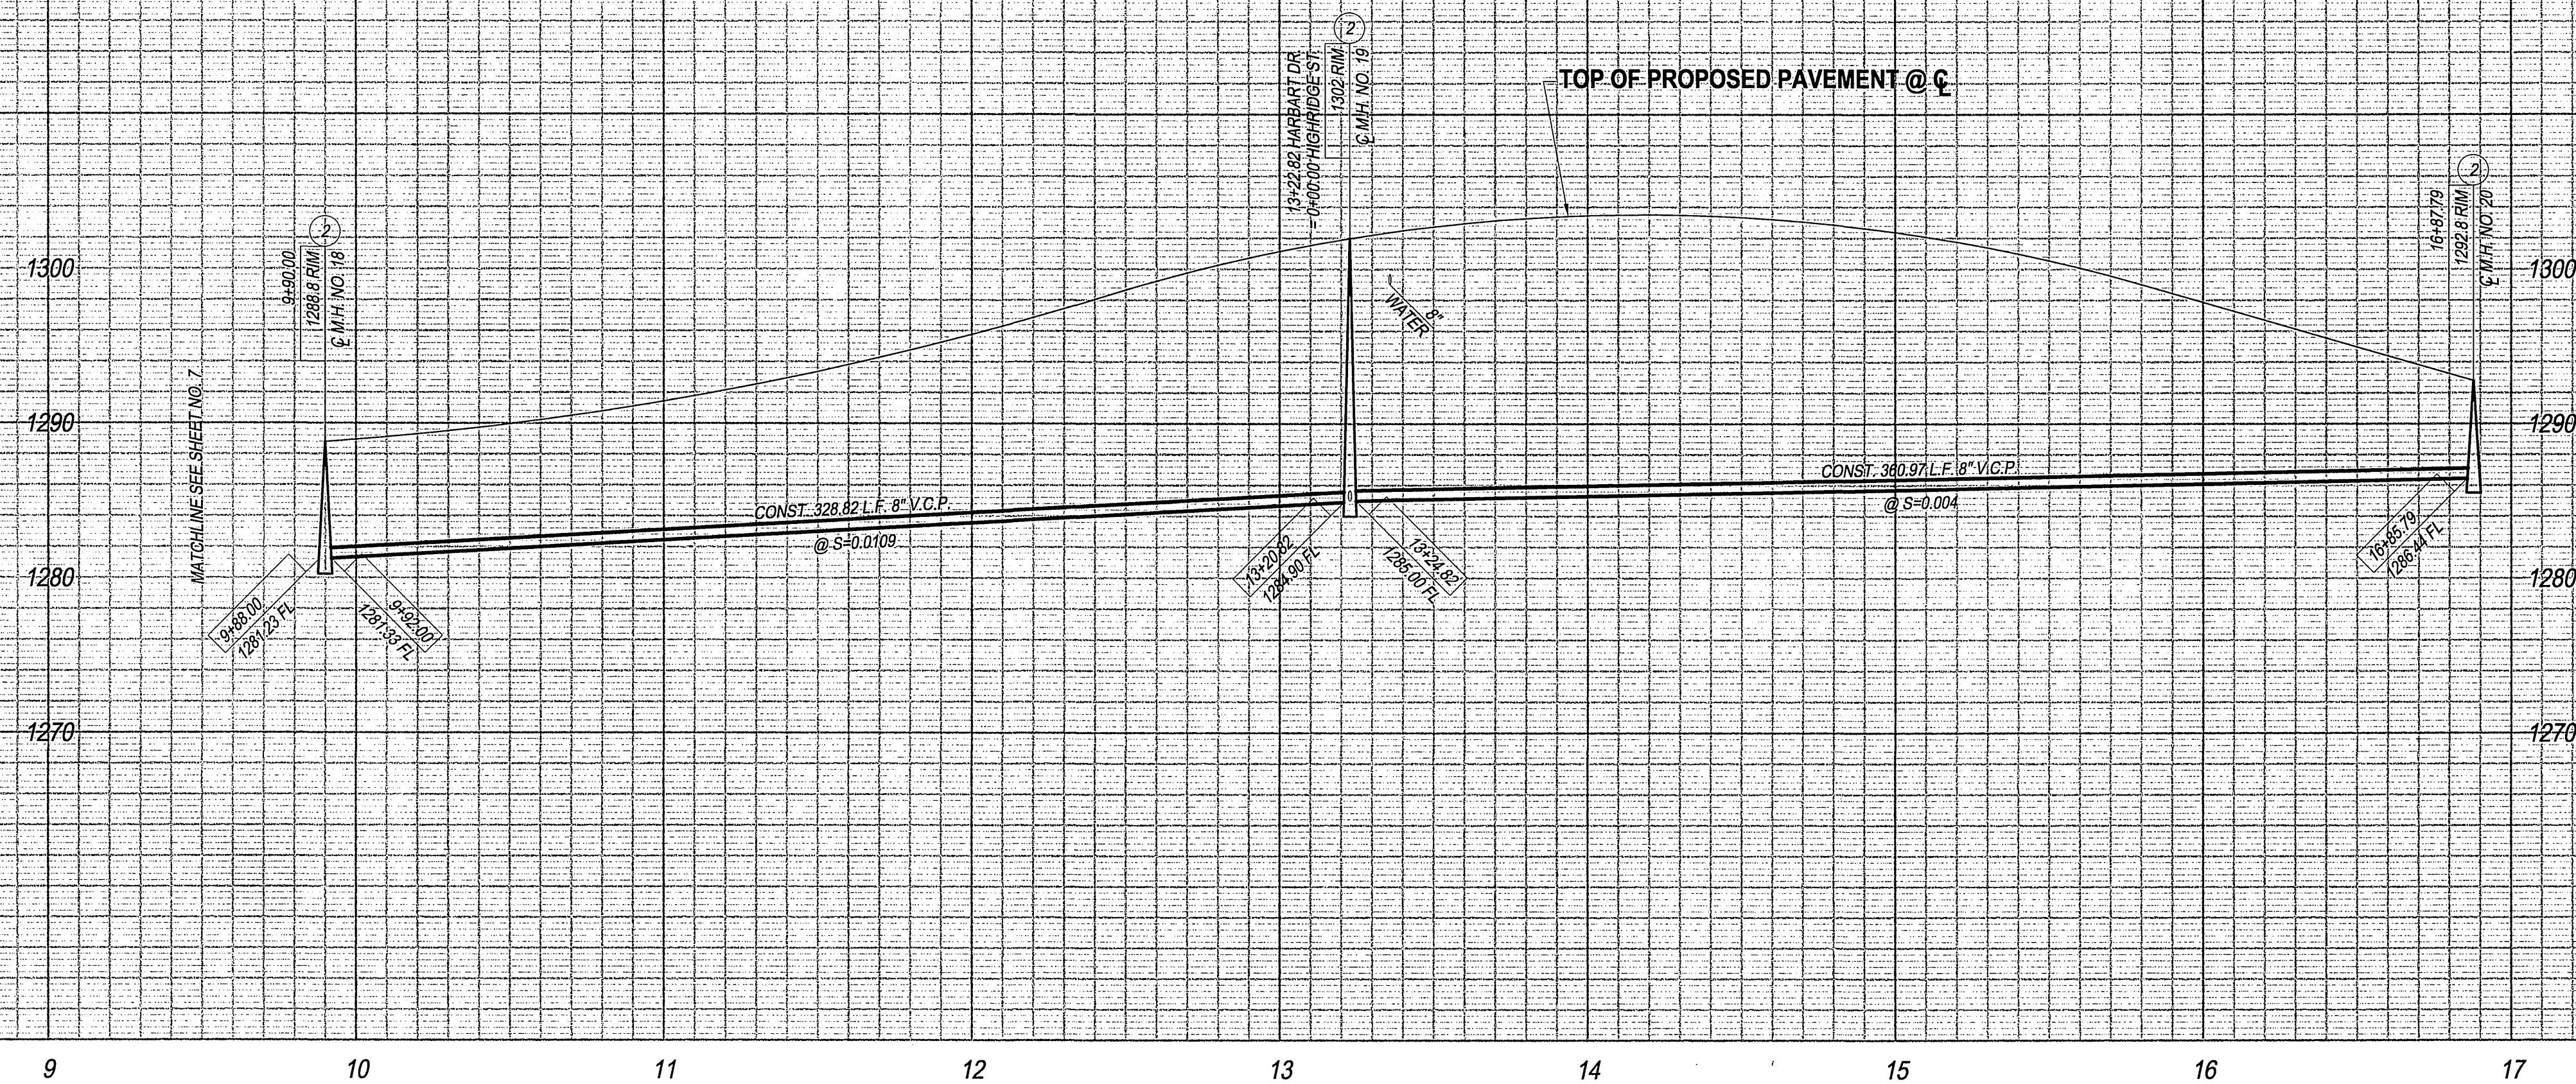 2
13+22.82 HARBART DR.
= 0+00.00 HIGHRIDGE ST.
1302 RIM
℄ M.H. NO. 19
TOP OF PROPOSED PAVEMENT @ ℄
2
16+87.79
1292.8 RIM
℄ M.H. NO. 20
2
9+90.00
1288.8 RIM
℄ M.H. NO. 18
1300
1300
8"
WATER
MATCHLINE SEE SHEET NO. 7
1290
1290
CONST. 328.82 L.F. 8" V.C.P.
@ S=0.0109
CONST. 360.97 L.F. 8" V.C.P.
@ S=0.004
1280
1280
9+88.00
1281.23 FL
9+92.00
1281.33 FL
13+20.82
1284.90 FL
13+24.82
1285.00 FL
16+85.79
1286.44 FL
1270
1270
9 10 11 12 13 14 15 16 17